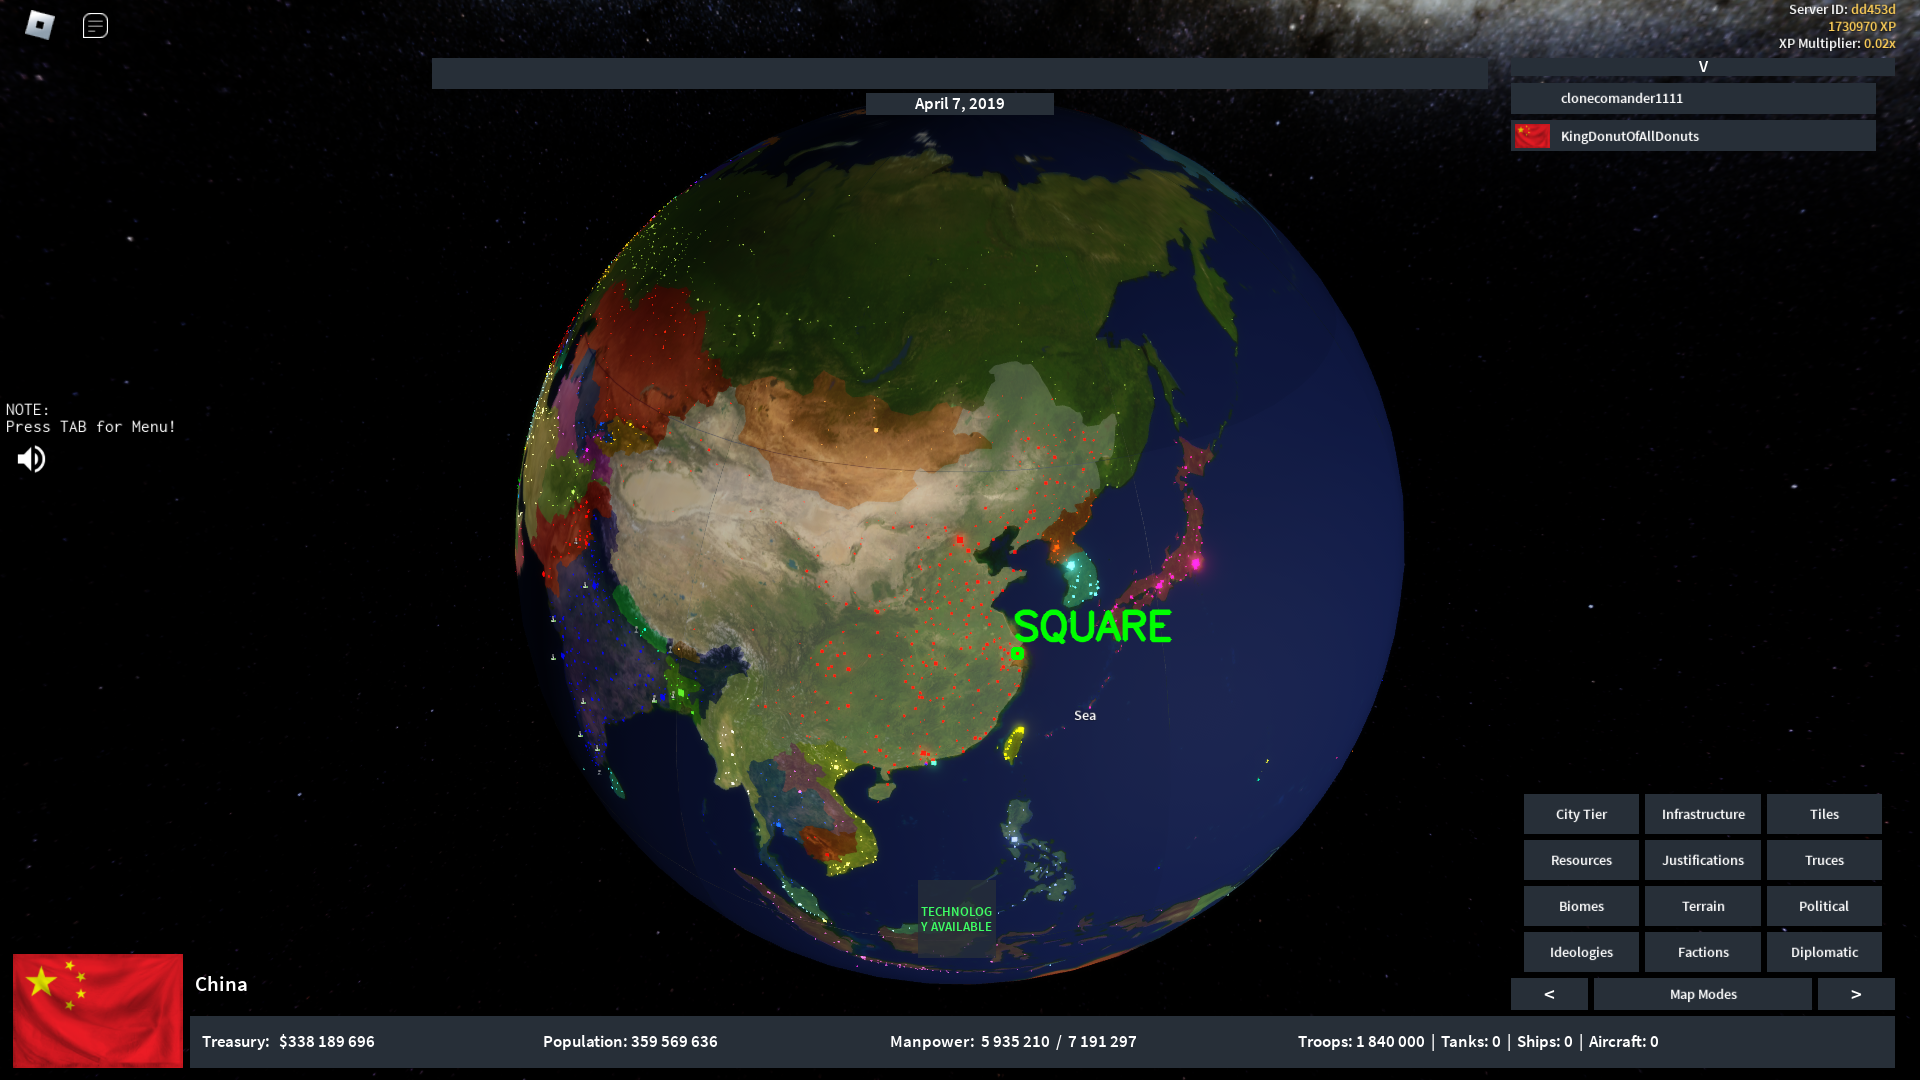 Server ID: dd453d
1730970 XP
XP Multiplier: 0.02x
V
clonecomander1111
KingDonutOfAllDonuts
April 7, 2019
NOTE:
Press TAB for Menu!
SQUARE
Sea
TECHNOLOG
Y AVAILABLE
City Tier
Infrastructure
Tiles
Resources
Justifications
Truces
Biomes
Terrain
Political
Ideologies
Factions
Diplomatic
<
Map Modes
>
China
Treasury: $338 189 696
Population: 359 569 636
Manpower: 5 935 210 / 7 191 297
Troops: 1 840 000 | Tanks: 0 | Ships: 0 | Aircraft: 0